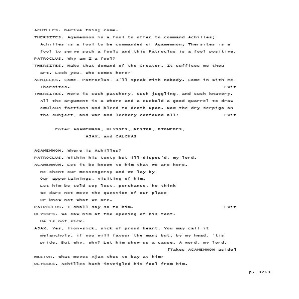 ACHILLES. Derive this; come.
THERSITES. Agamemnon is a fool to offer to command Achilles;
Achilles is a fool to be commanded of Agamemnon; Thersites is a
fool to serve such a fool; and this Patroclus is a fool positive.
PATROCLUS. Why am I a fool?
THERSITES. Make that demand of the Creator. It suffices me thou
art. Look you, who comes here?
ACHILLES. Come, Patroclus, I'll speak with nobody. Come in with me,
Thersites. Exit
THERSITES. Here is such patchery, such juggling, and such knavery.
All the argument is a whore and a cuckold-a good quarrel to draw
emulous factions and bleed to death upon. Now the dry serpigo on
the subject, and war and lechery confound all! Exit
Enter AGAMEMNON, ULYSSES, NESTOR, DIOMEDES,
AJAX, and CALCHAS
AGAMEMNON. Where is Achilles?
PATROCLUS. Within his tent; but ill-dispos'd, my lord.
AGAMEMNON. Let it be known to him that we are here.
He shent our messengers; and we lay by
Our appertainings, visiting of him.
Let him be told so; lest, perchance, he think
We dare not move the question of our place
Or know not what we are.
PATROCLUS. I shall say so to him. Exit
ULYSSES. We saw him at the opening of his tent.
He is not sick.
AJAX. Yes, lion-sick, sick of proud heart. You may call it
melancholy, if you will favour the man; but, by my head, 'tis
pride. But why, why? Let him show us a cause. A word, my lord.
[Takes AGAMEMNON aside]
NESTOR. What moves Ajax thus to bay at him?
ULYSSES. Achilles hath inveigled his fool from him.